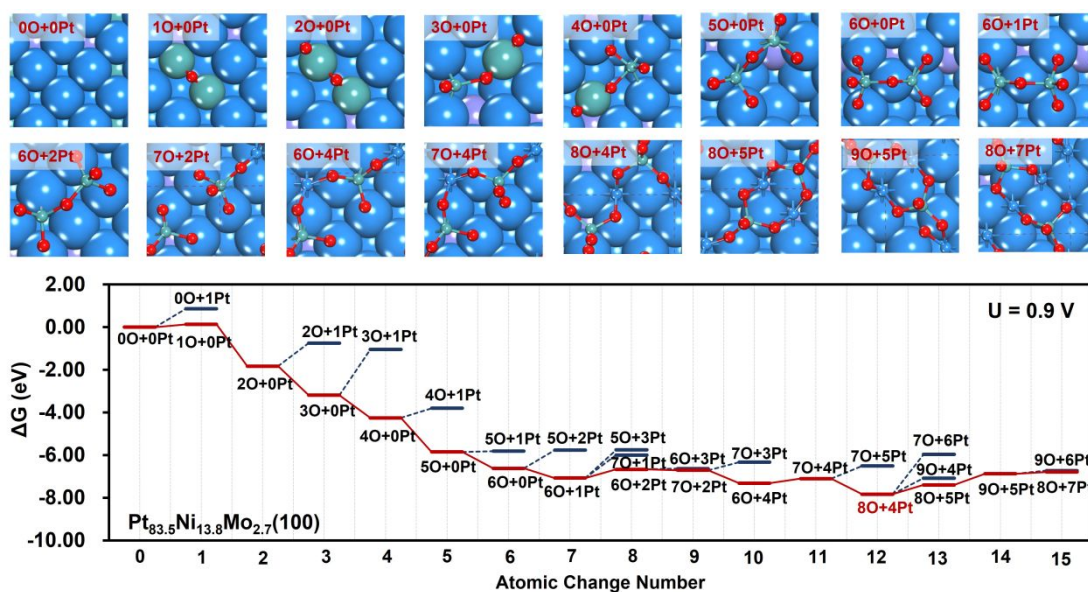 0O+0Pt 1O+0Pt 2O+0Pt 3O+0Pt 4O+0Pt 5O+0Pt 6O+0Pt 6O+1Pt
6O+2Pt 7O+2Pt 6O+4Pt 7O+4Pt 8O+4Pt 8O+5Pt 9O+5Pt 8O+7Pt
ΔG (eV)
2.00
0.00
-2.00
-4.00
-6.00
-8.00
-10.00
U = 0.9 V
0O+0Pt
0O+1Pt
1O+0Pt
2O+0Pt
2O+1Pt
3O+0Pt
3O+1Pt
4O+0Pt
4O+1Pt
5O+0Pt
5O+1Pt
6O+0Pt
5O+2Pt
6O+1Pt
5O+3Pt
7O+1Pt
6O+2Pt
6O+3Pt
7O+2Pt
7O+3Pt
6O+4Pt
7O+4Pt
7O+5Pt
8O+4Pt
7O+6Pt
9O+4Pt
8O+5Pt
9O+5Pt
9O+6Pt
8O+7Pt
Pt83.5Ni13.8Mo2.7(100)
0 1 2 3 4 5 6 7 8 9 10 11 12 13 14 15
Atomic Change Number